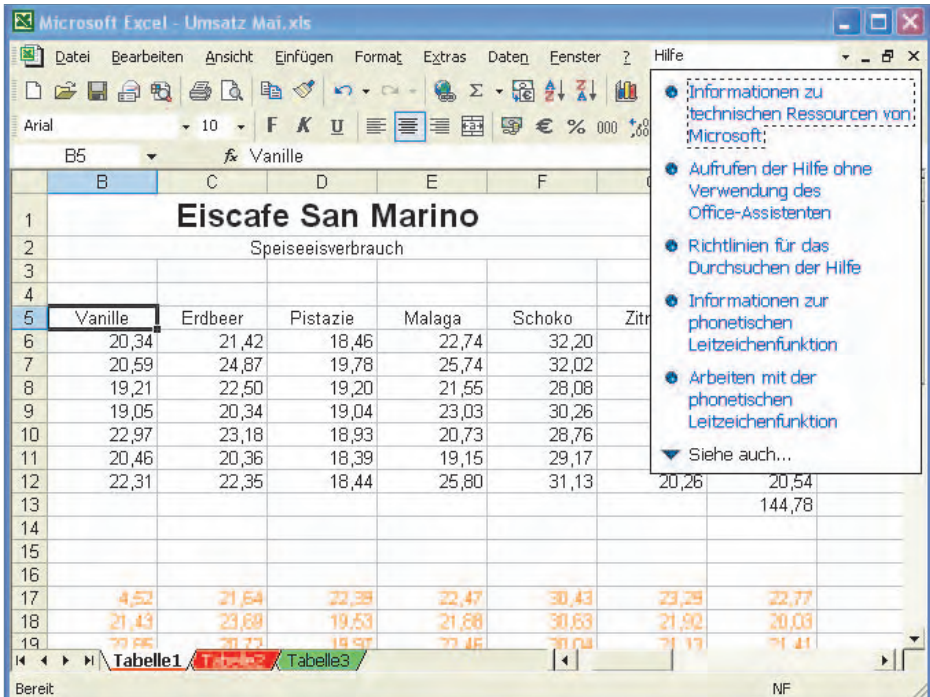 Microsoft Excel - Umsatz Mai.xls
Datei Bearbeiten Ansicht Einfügen Format Extras Daten Fenster ? Hilfe
Arial 10 F K U € % 000
B5 fx Vanille
B C D E F
1 Eiscafe San Marino
2 Speiseeisverbrauch
3
4
5 Vanille Erdbeer Pistazie Malaga Schoko Zitr
6 20,34 21,42 18,46 22,74 32,20
7 20,59 24,87 19,78 25,74 32,02
8 19,21 22,50 19,20 21,55 28,08
9 19,05 20,34 19,04 23,03 30,26
10 22,97 23,18 18,93 20,73 28,76
11 20,46 20,36 18,39 19,15 29,17
12 22,31 22,35 18,44 25,80 31,13 20,26 20,54
13 144,78
14
15
16
17 4,52 21,64 22,39 22,47 30,43 23,29 22,77
18 21,43 23,69 19,53 21,88 30,63 21,92 20,03
19
Informationen zu
technischen Ressourcen von
Microsoft
Aufrufen der Hilfe ohne
Verwendung des
Office-Assistenten
Richtlinien für das
Durchsuchen der Hilfe
Informationen zur
phonetischen
Leitzeichenfunktion
Arbeiten mit der
phonetischen
Leitzeichenfunktion
Siehe auch...
Tabelle1 Tabelle2 Tabelle3
Bereit NF